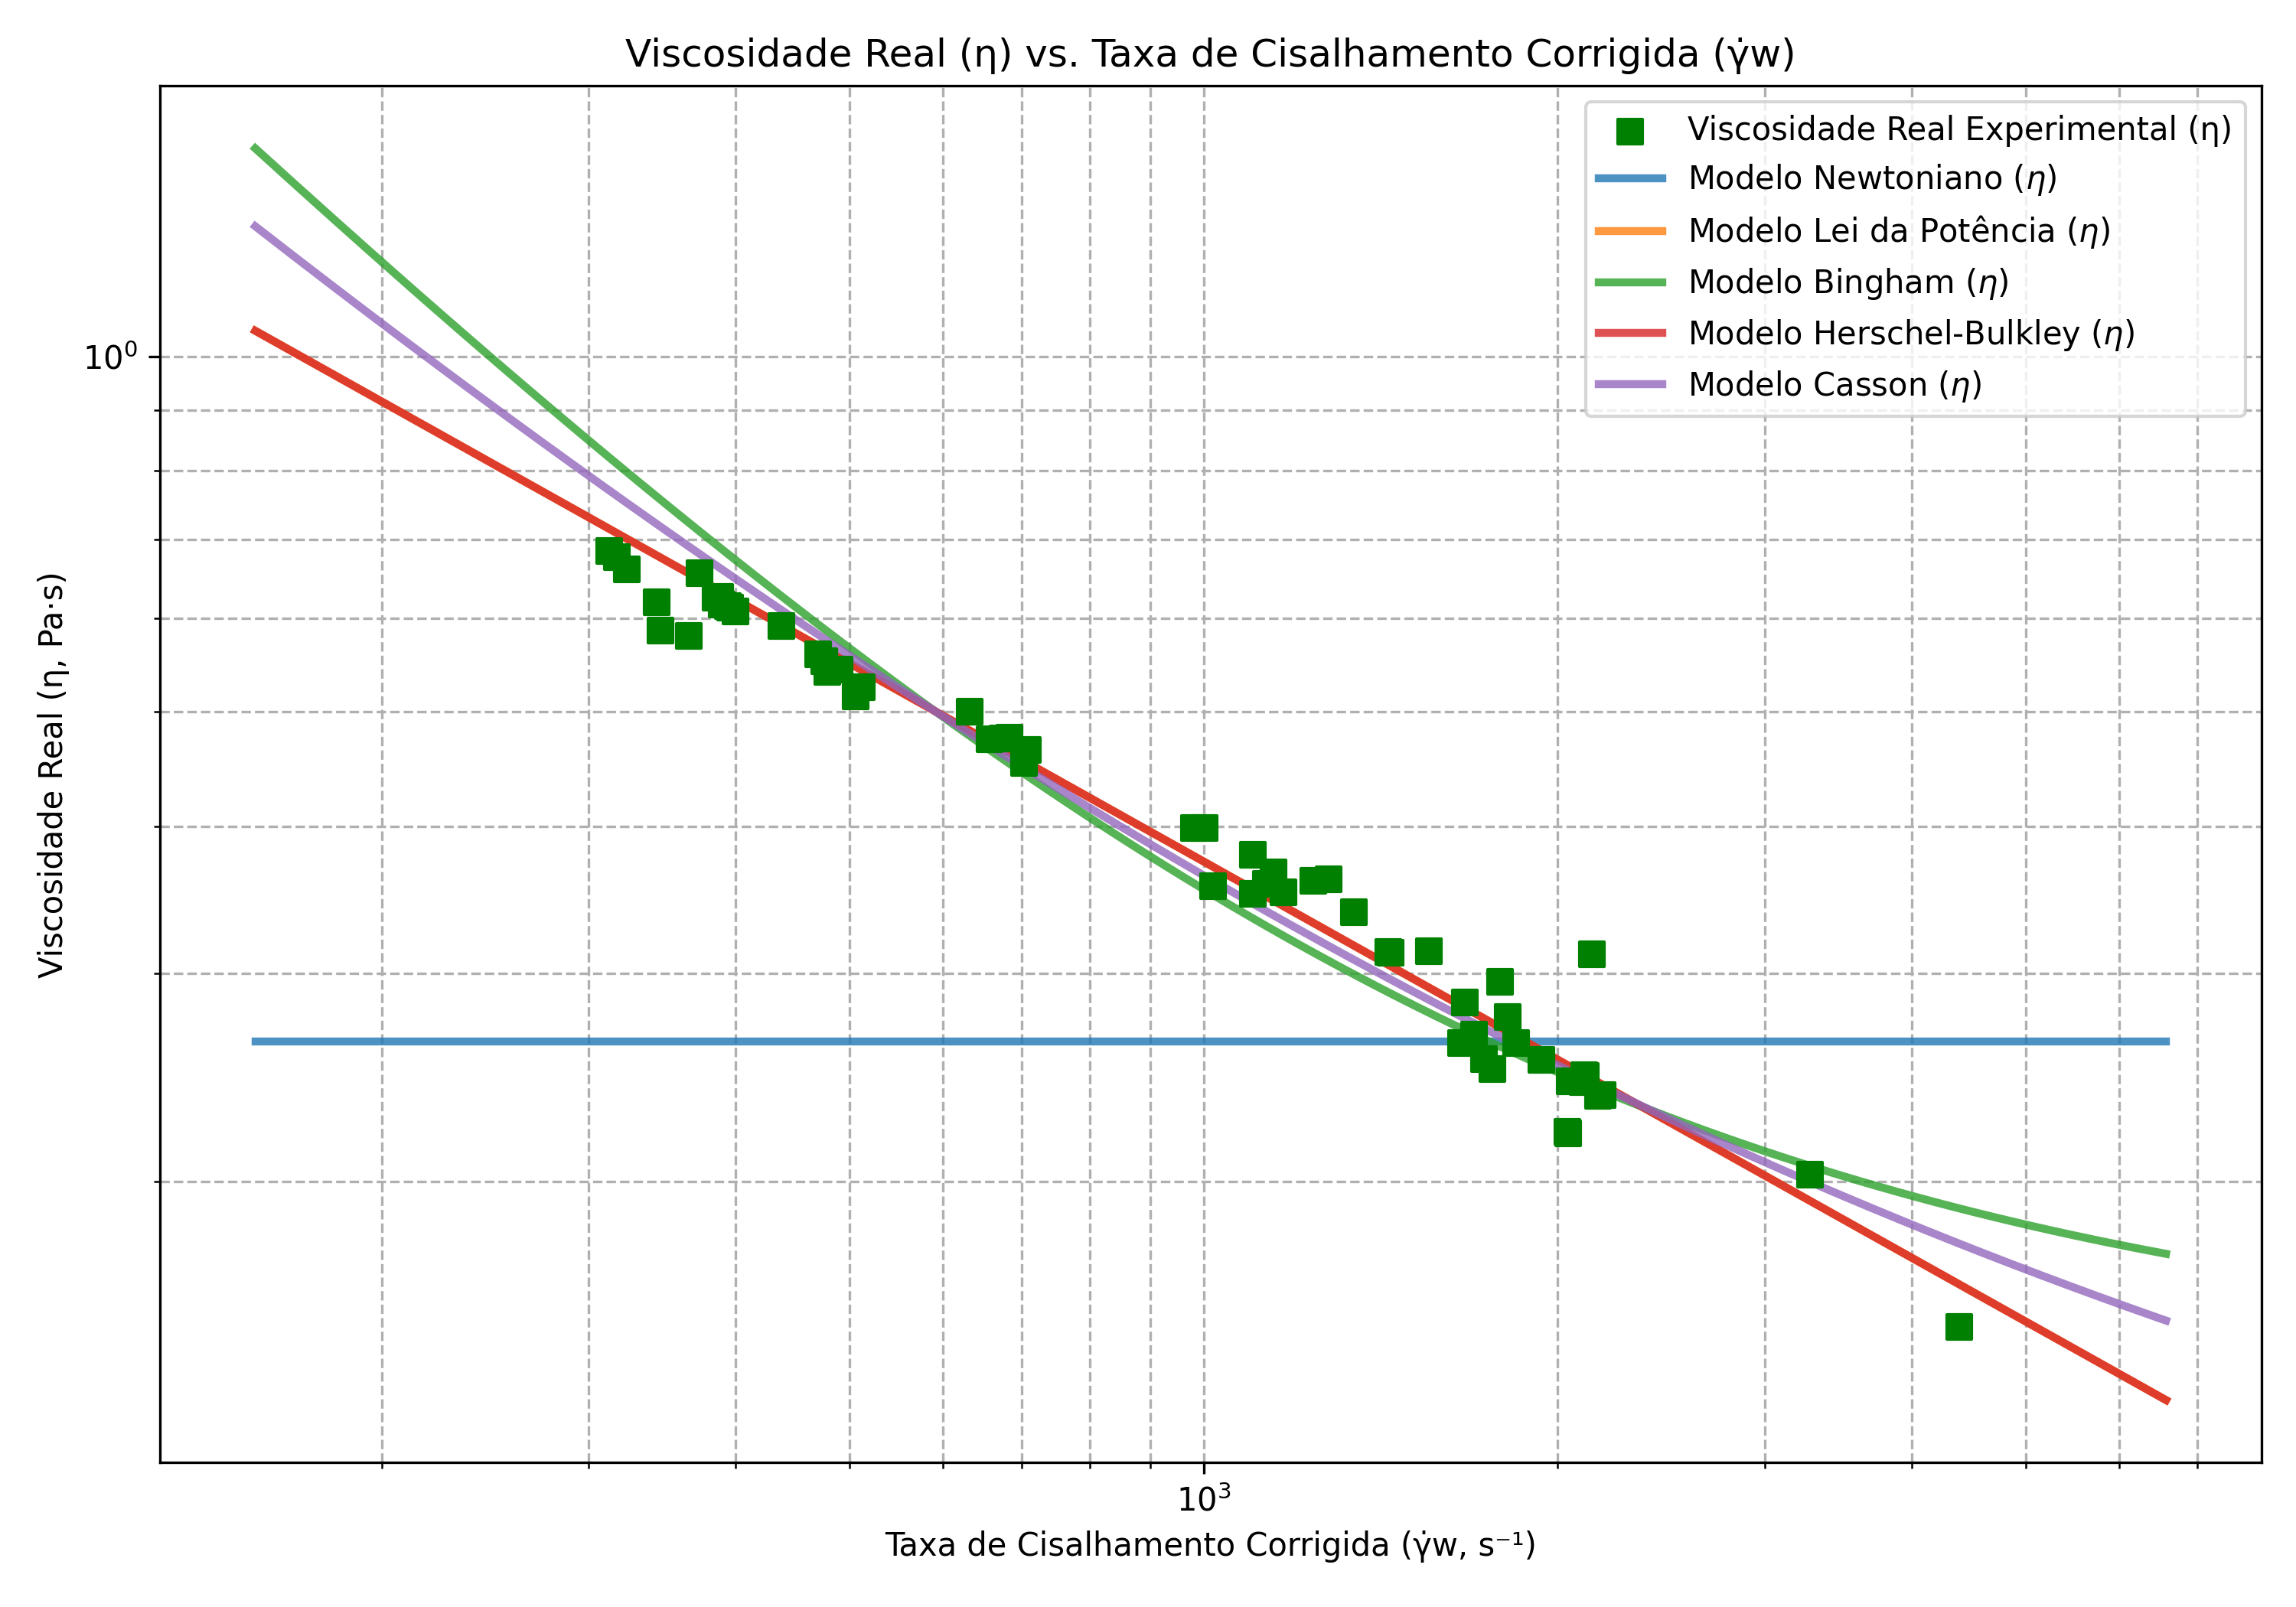 Viscosidade Real (η) vs. Taxa de Cisalhamento Corrigida (γ̇w)
Viscosidade Real Experimental (η)
Modelo Newtoniano (η)
Modelo Lei da Potência (η)
Modelo Bingham (η)
Modelo Herschel-Bulkley (η)
Modelo Casson (η)
Viscosidade Real (η, Pa·s)
10⁰
10³
Taxa de Cisalhamento Corrigida (γ̇w, s⁻¹)